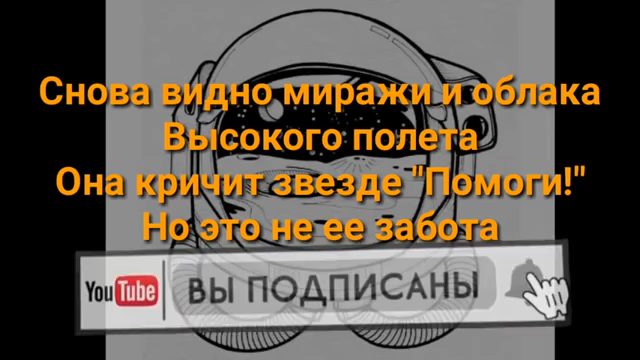 Снова видно миражи и облака
Высокого полета
Она кричит звезде "Помоги!"
Но это не ее забота
YouTube ВЫ ПОДПИСАНЫ